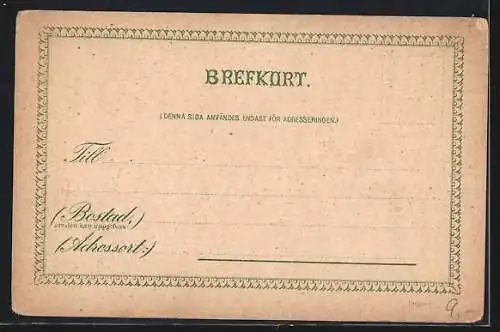 BREFKORT.
(DENNA SIDA ANVÄNDES ENDAST FÖR ADRESSERINGEN.)
Till
(Bostad,)
(Adressort:)
9,-